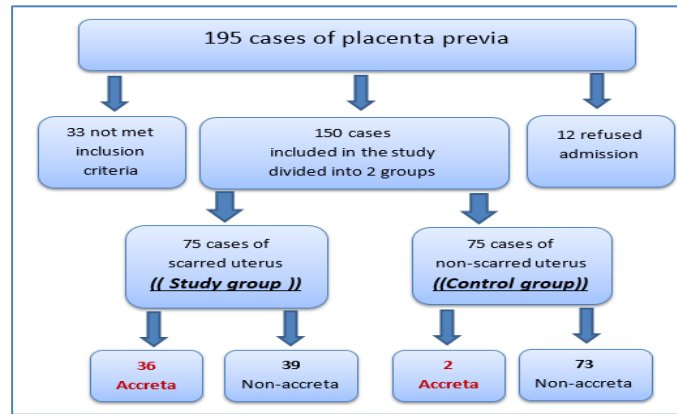 195 cases of placenta previa
33 not met
inclusion
criteria
150 cases
included in the study
divided into 2 groups
12 refused
admission
75 cases of
scarred uterus
(( Study group ))
75 cases of
non-scarred uterus
((Control group))
36
Accreta
39
Non-accreta
2
Accreta
73
Non-accreta